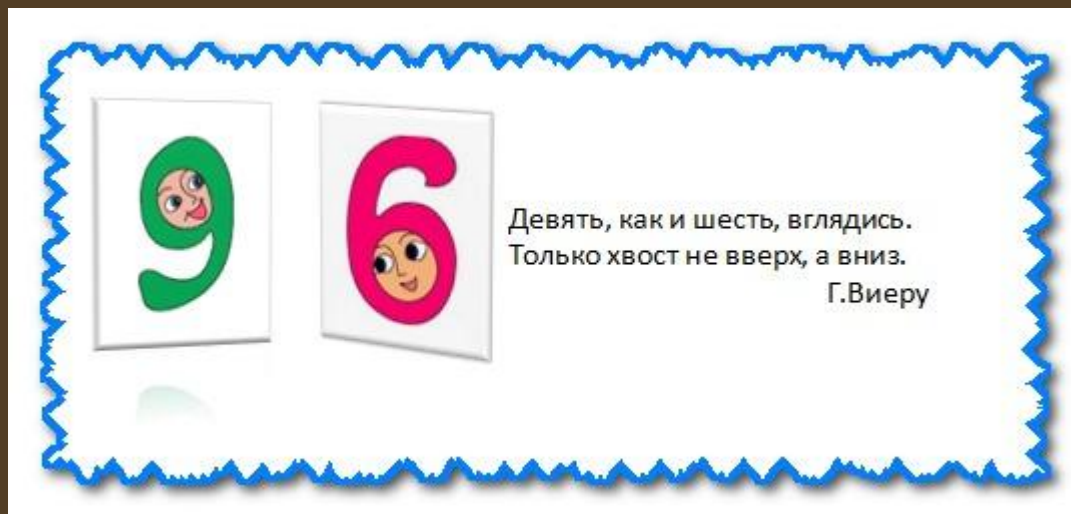 9 6
Девять, как и шесть, вглядись.
Только хвост не вверх, а вниз.
Г.Виеру